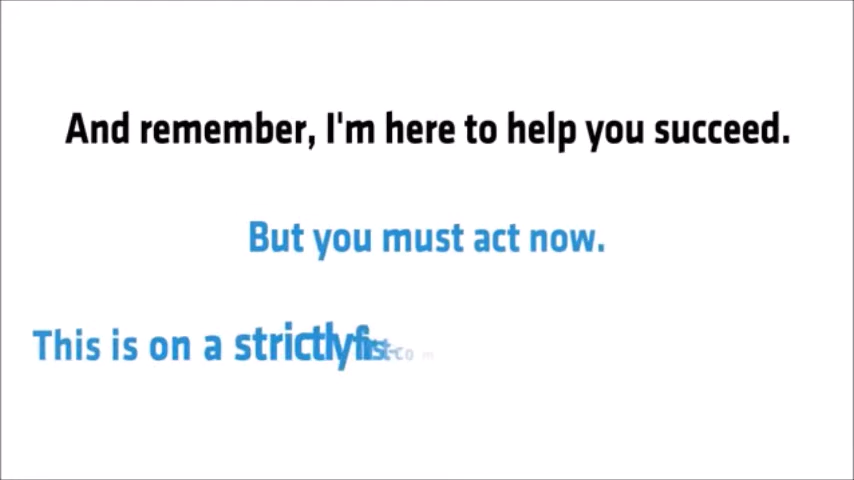 And remember, I'm here to help you succeed.
But you must act now.
This is on a strictly